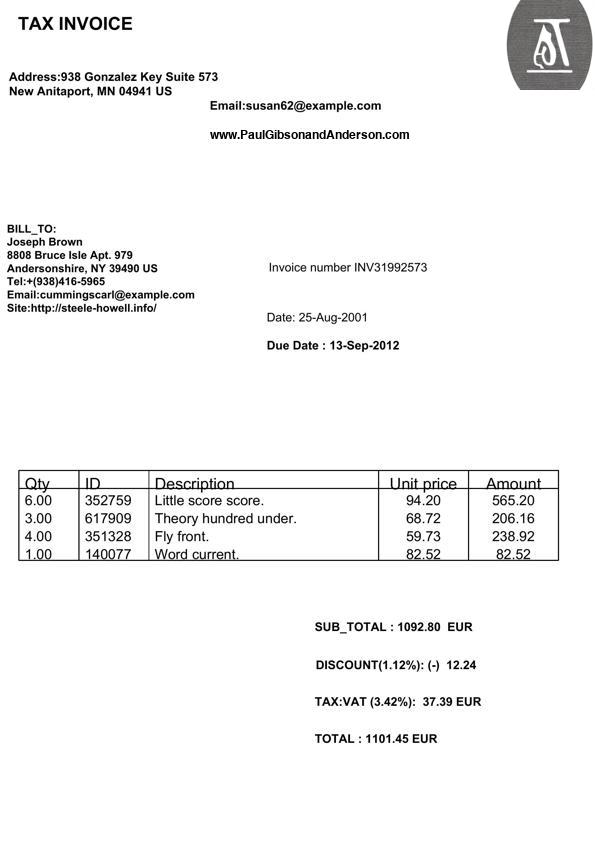 TAX INVOICE
Address:938 Gonzalez Key Suite 573
New Anitaport, MN 04941 US
Email:susan62@example.com
www.PaulGibsonandAnderson.com
BILL_TO:
Joseph Brown
8808 Bruce Isle Apt. 979
Andersonshire, NY 39490 US
Tel:+(938)416-5965
Email:cummingscarl@example.com
Site:http://steele-howell.info/
Invoice number INV31992573
Date: 25-Aug-2001
Due Date : 13-Sep-2012
Qty ID Description Unit price Amount
6.00 352759 Little score score. 94.20 565.20
3.00 617909 Theory hundred under. 68.72 206.16
4.00 351328 Fly front. 59.73 238.92
1.00 140077 Word current. 82.52 82.52
SUB_TOTAL : 1092.80 EUR
DISCOUNT(1.12%): (-) 12.24
TAX:VAT (3.42%): 37.39 EUR
TOTAL : 1101.45 EUR